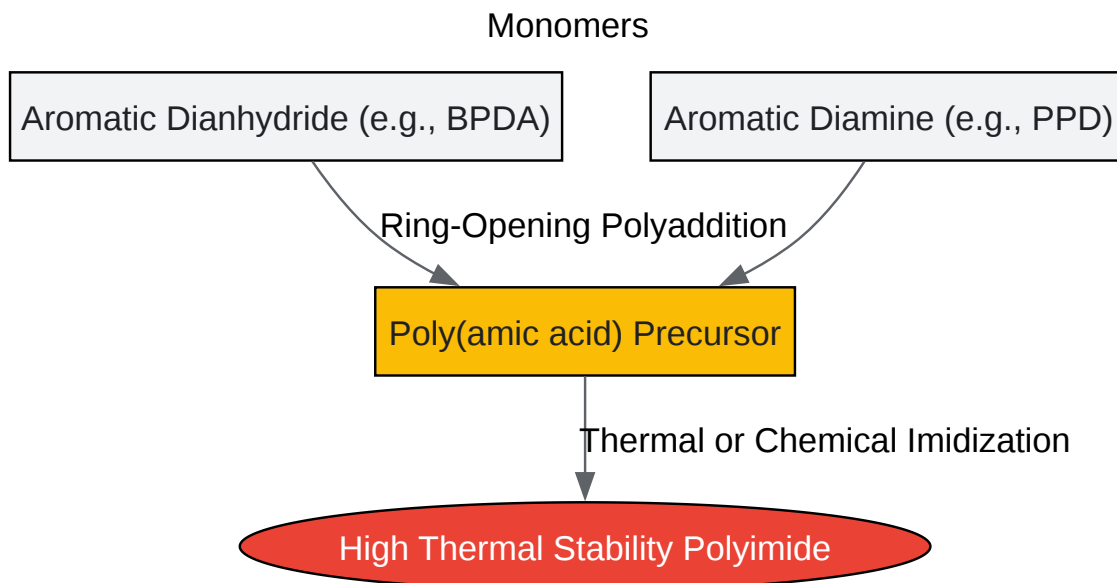 Monomers
Aromatic Dianhydride (e.g., BPDA)
Aromatic Diamine (e.g., PPD)
Ring-Opening Polyaddition
Poly(amic acid) Precursor
Thermal or Chemical Imidization
High Thermal Stability Polyimide